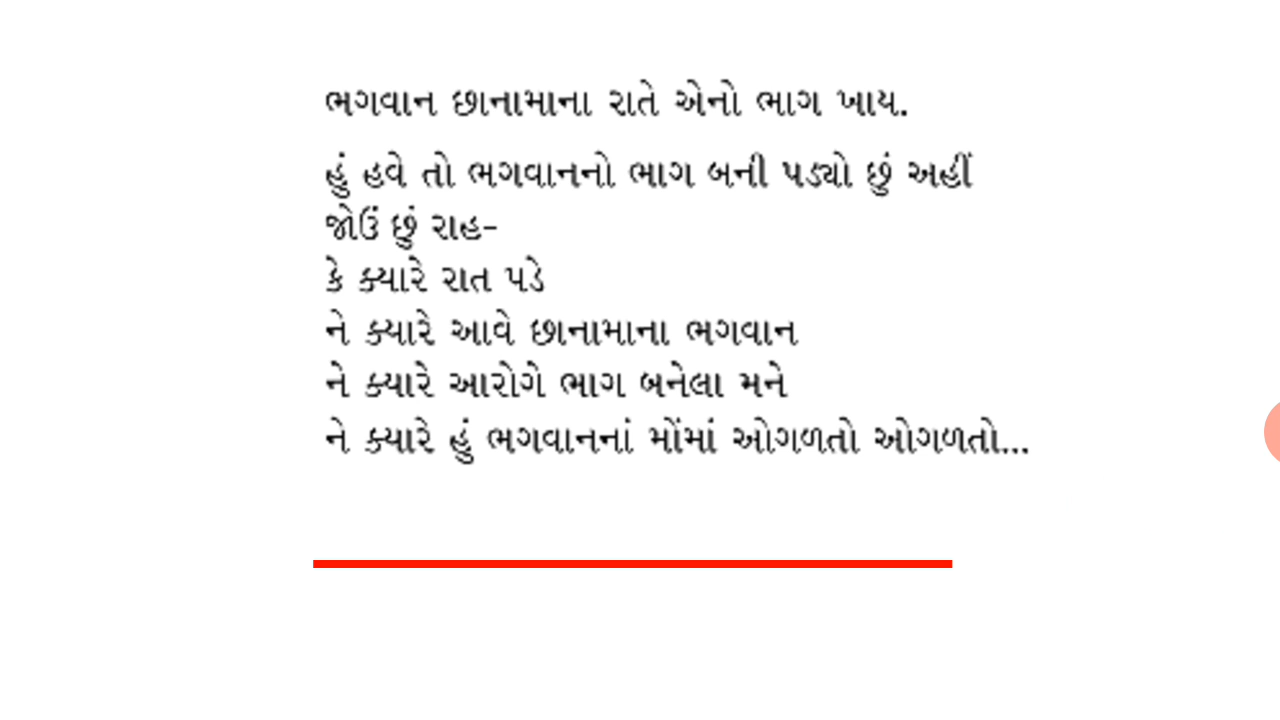 ભગવાન છાનામાના રાતે એનો ભાગ ખાય.
હું હવે તો ભગવાનનો ભાગ બની પડ્યો છું અહીં
જોઉં છું રાહ-
કે ક્યારે રાત પડે
ને ક્યારે આવે છાનામાના ભગવાન
ને ક્યારે આરોગે ભાગ બનેલા મને
ને ક્યારે હું ભગવાનનાં મોંમાં ઓગળતો ઓગળતો...